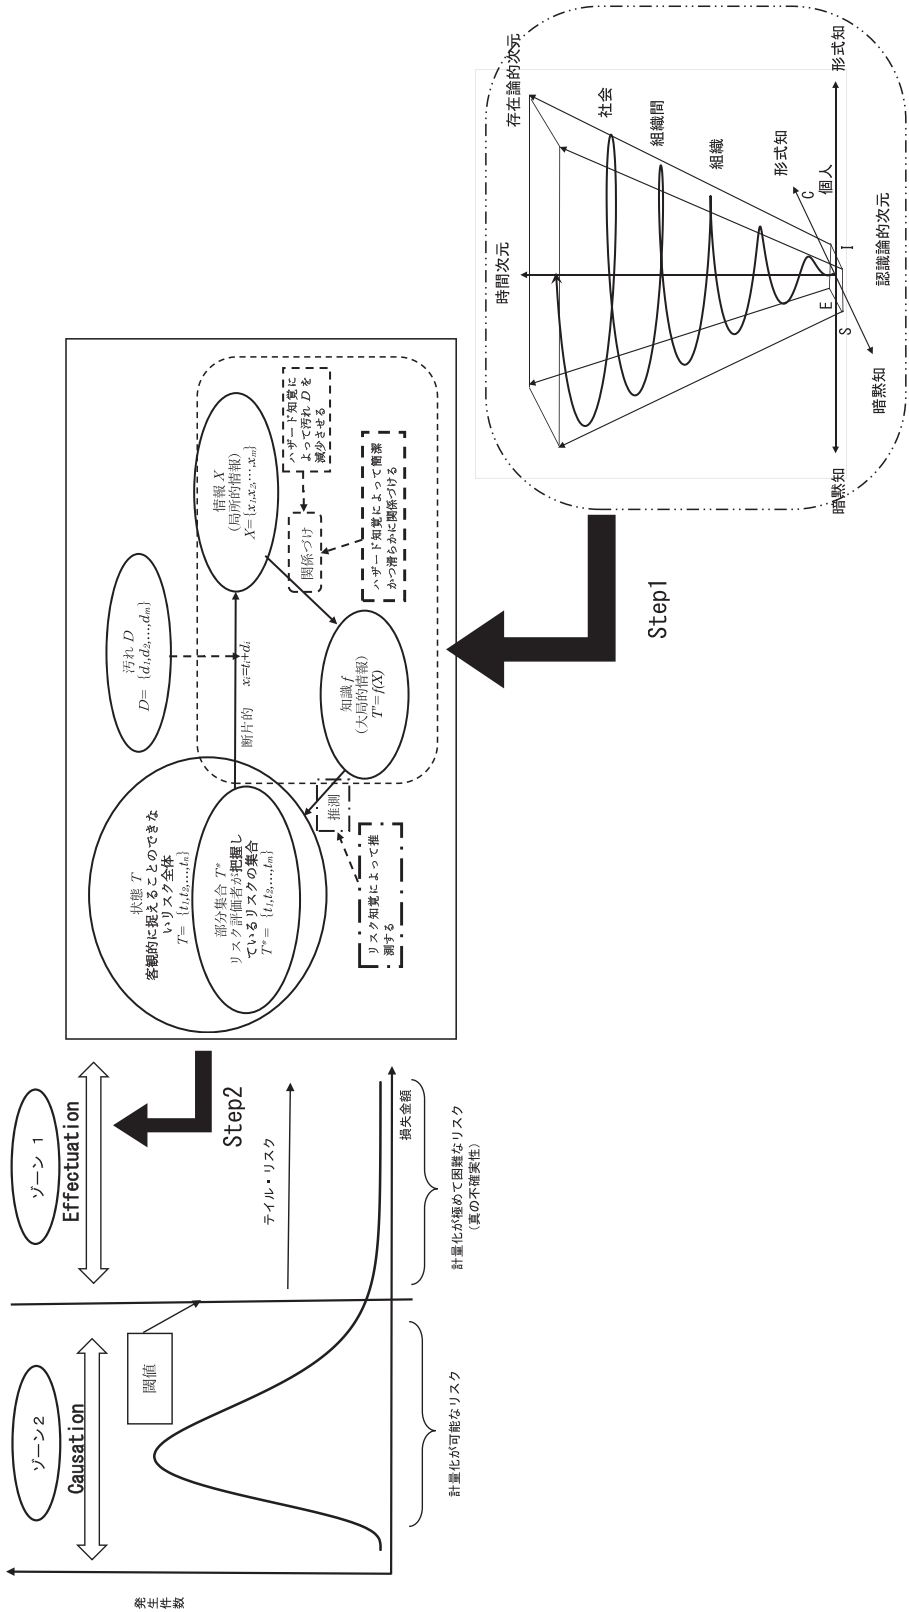 ゾーン2
Causation
発生件数
閾値
計量化が可能なリスク
ゾーン 1
Effectuation
テイル・リスク
損失金額
計量化が極めて困難なリスク
(真の不確実性)
Step2
状態 T
客観的に捉えることのできな
いリスク全体
T= {t1,t2,…,tn}
部分集合 T*
リスク評価者が把握し
ているリスクの集合
T*= {t1,t2,…,tm}
汚れ D
D= {d1,d2,…,dm}
断片的
xi=ti+di
情報 X
(局所的情報)
X={x1,x2,…,xm}
関係づけ
ハザード知覚に
よって汚れ D を
減少させる
ハザード知覚によって簡潔
かつ滑らかに関係づける
知識 f
(大局的情報)
T'=f(X)
推測
リスク知覚によって推
測する
Step1
時間次元
存在論的次元
社会
組織間
組織
個人
形式知
形式知
暗黙知
暗黙知
認識論的次元
E
S
I
C